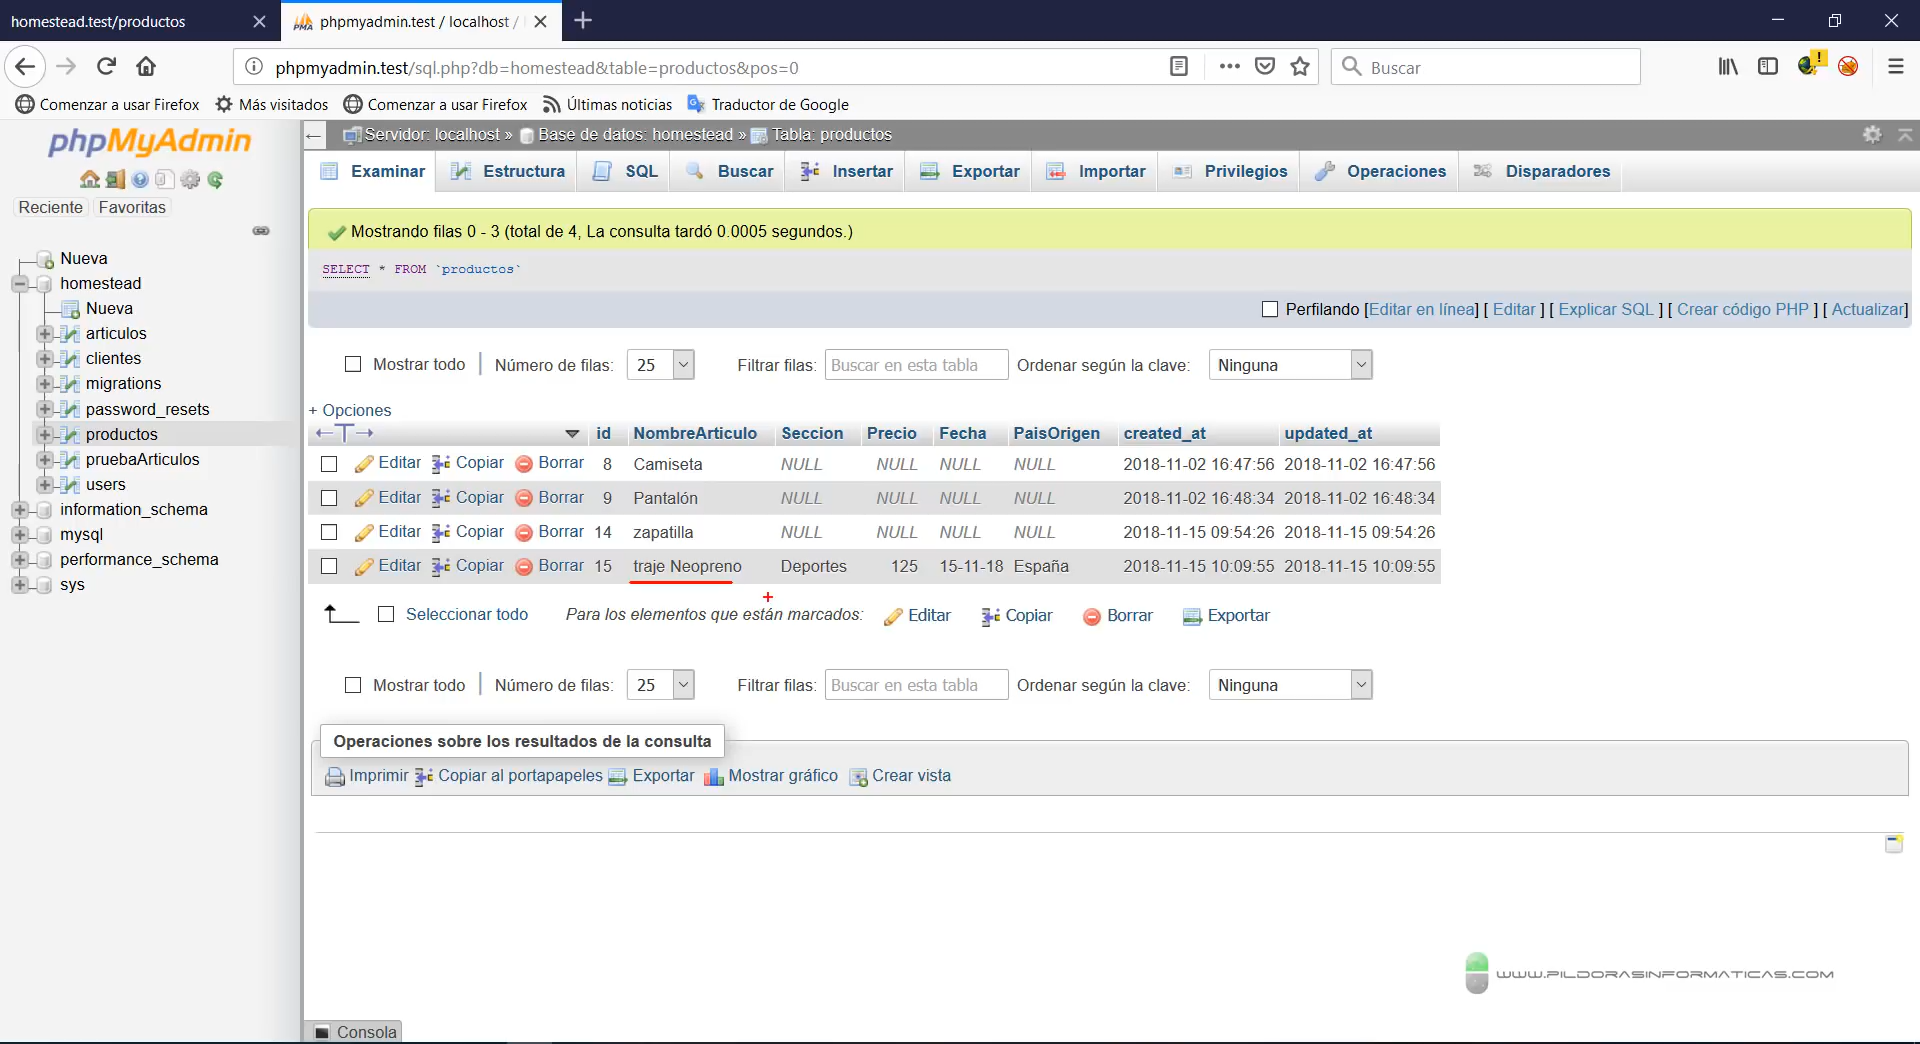 homestead.test/productos
phpmyadmin.test / localhost /
phpmyadmin.test/sql.php?db=homestead&table=productos&pos=0
Buscar
Comenzar a usar Firefox Más visitados Comenzar a usar Firefox Últimas noticias Traductor de Google
phpMyAdmin
Reciente Favoritas
Nueva
homestead
Nueva
articulos
clientes
migrations
password_resets
productos
pruebaArticulos
users
information_schema
mysql
performance_schema
sys
Servidor: localhost » Base de datos: homestead » Tabla: productos
Examinar Estructura SQL Buscar Insertar Exportar Importar Privilegios Operaciones Disparadores
Mostrando filas 0 - 3 (total de 4, La consulta tardó 0.0005 segundos.)
SELECT * FROM `productos`
Perfilando [Editar en línea] [ Editar ] [ Explicar SQL ] [ Crear código PHP ] [ Actualizar]
Mostrar todo Número de filas: 25 Filtrar filas: Buscar en esta tabla Ordenar según la clave: Ninguna
+ Opciones
id NombreArticulo Seccion Precio Fecha PaisOrigen created_at updated_at
Editar Copiar Borrar 8 Camiseta NULL NULL NULL NULL 2018-11-02 16:47:56 2018-11-02 16:47:56
Editar Copiar Borrar 9 Pantalón NULL NULL NULL NULL 2018-11-02 16:48:34 2018-11-02 16:48:34
Editar Copiar Borrar 14 zapatilla NULL NULL NULL NULL 2018-11-15 09:54:26 2018-11-15 09:54:26
Editar Copiar Borrar 15 traje Neopreno Deportes 125 15-11-18 España 2018-11-15 10:09:55 2018-11-15 10:09:55
Seleccionar todo Para los elementos que están marcados: Editar Copiar Borrar Exportar
Mostrar todo Número de filas: 25 Filtrar filas: Buscar en esta tabla Ordenar según la clave: Ninguna
Operaciones sobre los resultados de la consulta
Imprimir Copiar al portapapeles Exportar Mostrar gráfico Crear vista
WWW.PILDORASINFORMATICAS.COM
Consola